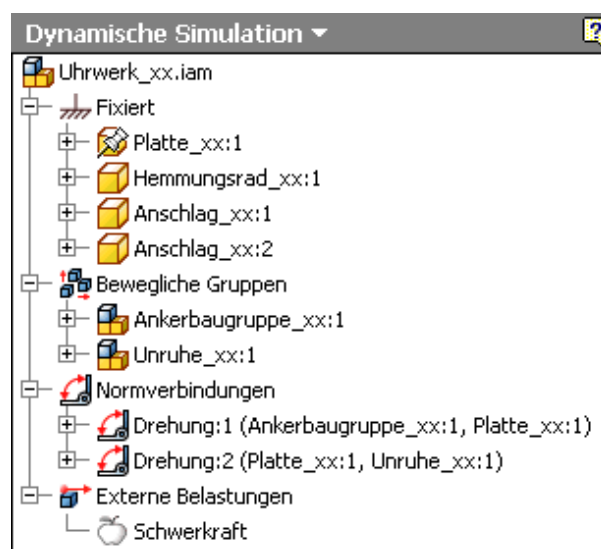 Dynamische Simulation
?
Uhrwerk_xx.iam
Fixiert
Platte_xx:1
Hemmungsrad_xx:1
Anschlag_xx:1
Anschlag_xx:2
Bewegliche Gruppen
Ankerbaugruppe_xx:1
Unruhe_xx:1
Normverbindungen
Drehung:1 (Ankerbaugruppe_xx:1, Platte_xx:1)
Drehung:2 (Platte_xx:1, Unruhe_xx:1)
Externe Belastungen
Schwerkraft